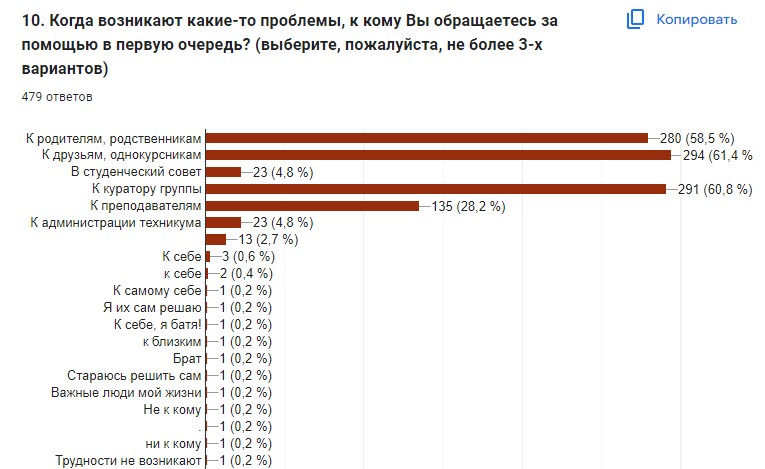 10. Когда возникают какие-то проблемы, к кому Вы обращаетесь за
помощью в первую очередь? (выберите, пожалуйста, не более 3-х
вариантов)
Копировать
479 ответов
К родителям, родственникам 280 (58,5 %)
К друзьям, однокурсникам 294 (61,4 %
В студенческий совет 23 (4,8 %)
К куратору группы 291 (60,8 %)
К преподавателям 135 (28,2 %)
К администрации техникума 23 (4,8 %)
13 (2,7 %)
К себе 3 (0,6 %)
к себе 2 (0,4 %)
К самому себе 1 (0,2 %)
Я их сам решаю 1 (0,2 %)
К себе, я батя! 1 (0,2 %)
к близким 1 (0,2 %)
Брат 1 (0,2 %)
Стараюсь решить сам 1 (0,2 %)
Важные люди мой жизни 1 (0,2 %)
Не к кому 1 (0,2 %)
. 1 (0,2 %)
ни к кому 1 (0,2 %)
Трудности не возникают 1 (0,2 %)